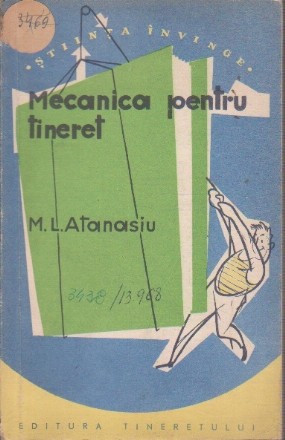 3469
• ȘTIINȚA ÎNVINGE •
Mecanica pentru
tineret
M.L.Atanasiu
3438/13.968
EDITURA TINERETULUI